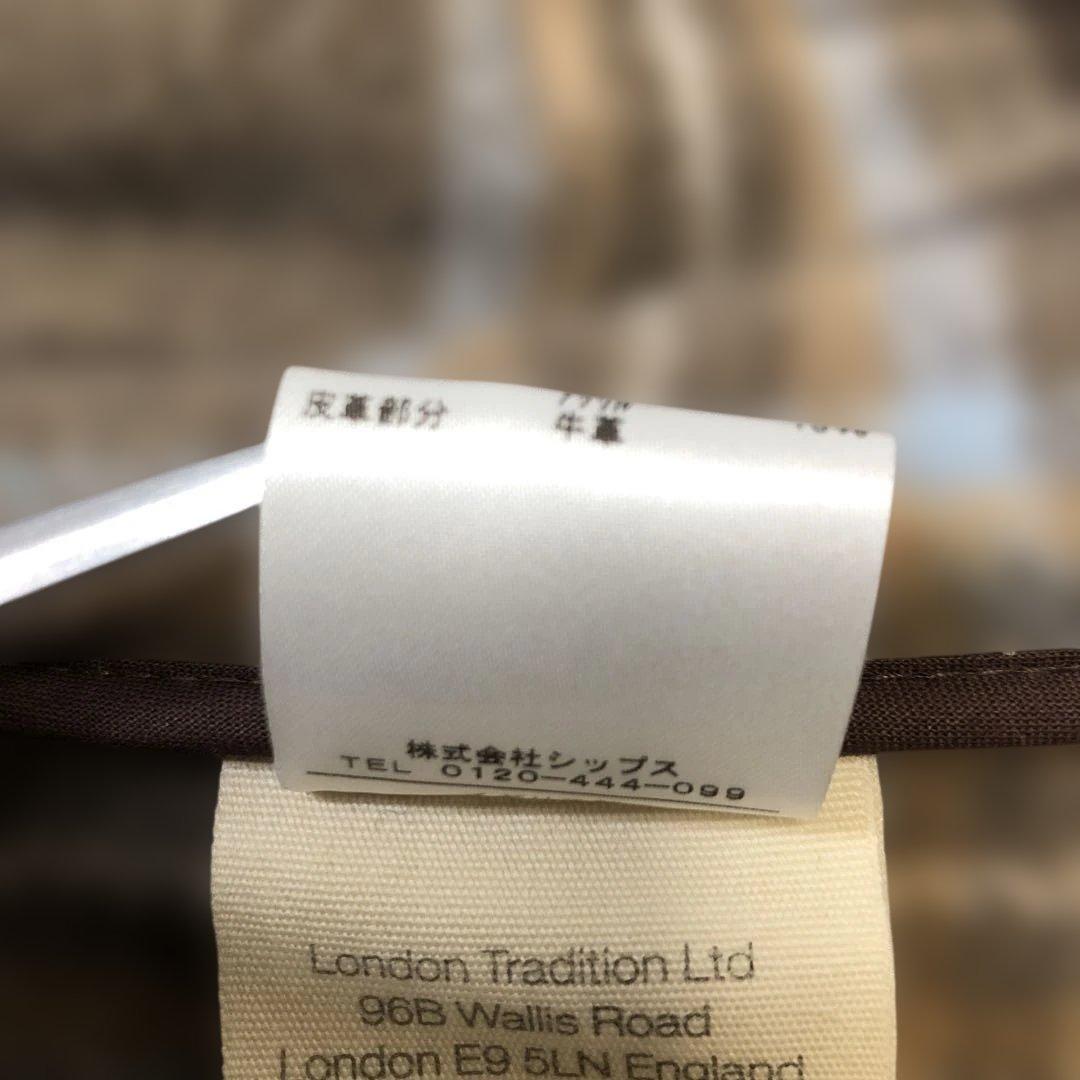 皮革部分 牛革
株式会社シップス
TEL 0120-444-099
London Tradition Ltd
96B Wallis Road
London E9 5LN England